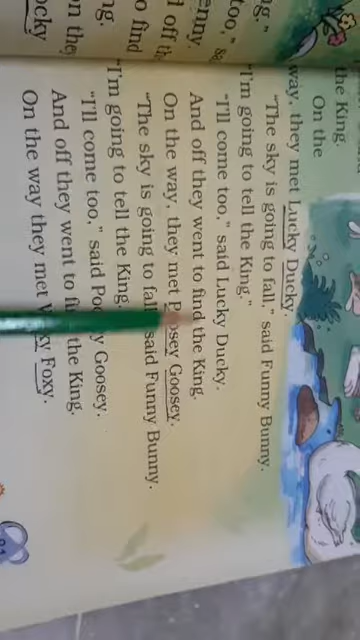 the King.
On the way, they met Lucky Ducky.
"The sky is going to fall," said Funny Bunny.
"I'm going to tell the King."
"I'll come too," said Lucky Ducky.
And off they went to find the King.
On the way, they met Posey Goosey.
"The sky is going to fall said Funny Bunny.
"I'm going to tell the King.
"I'll come too," said Po y Goosey.
And off they went to the King.
On the way they met Foxy.